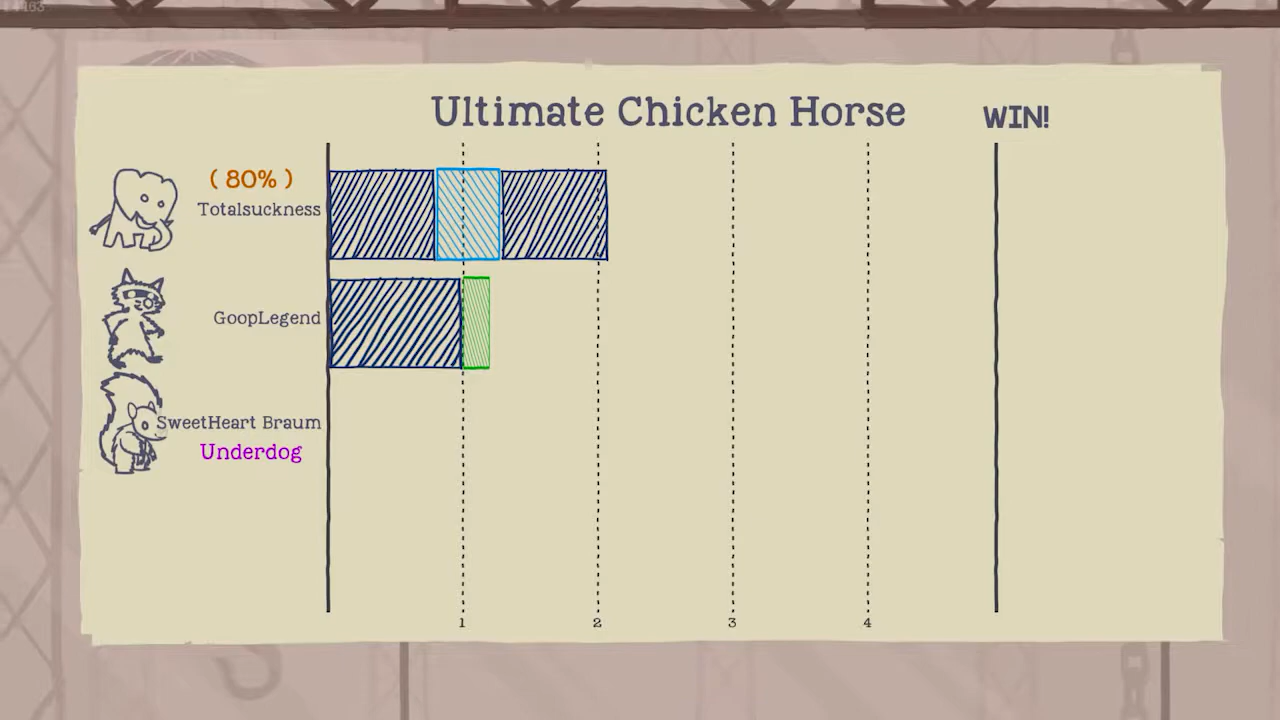 Ultimate Chicken Horse
WIN!
( 80% )
Totalsuckness
GoopLegend
SweetHeart Braum
Underdog
1 2 3 4